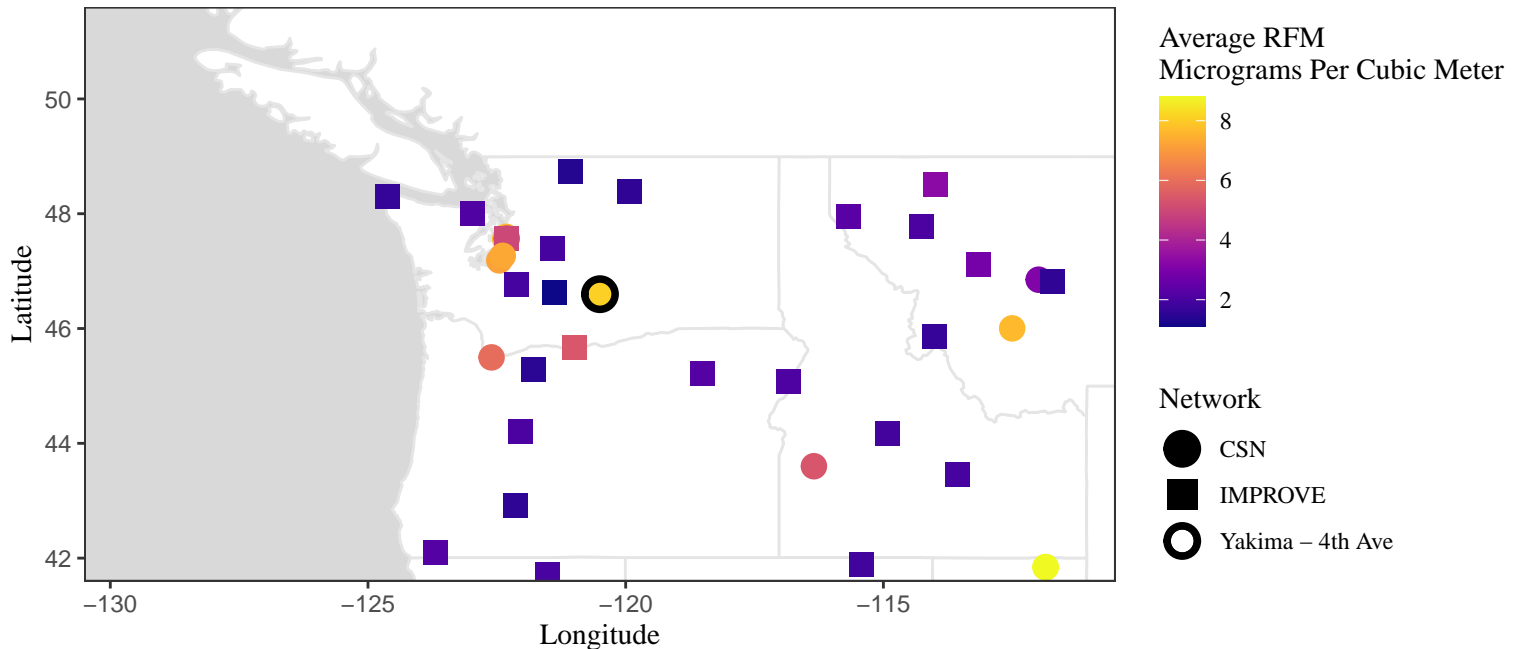 Latitude
50
48
46
44
42
−130
−125
−120
−115
Longitude
Average RFM
Micrograms Per Cubic Meter
8
6
4
2
Network
CSN
IMPROVE
Yakima – 4th Ave